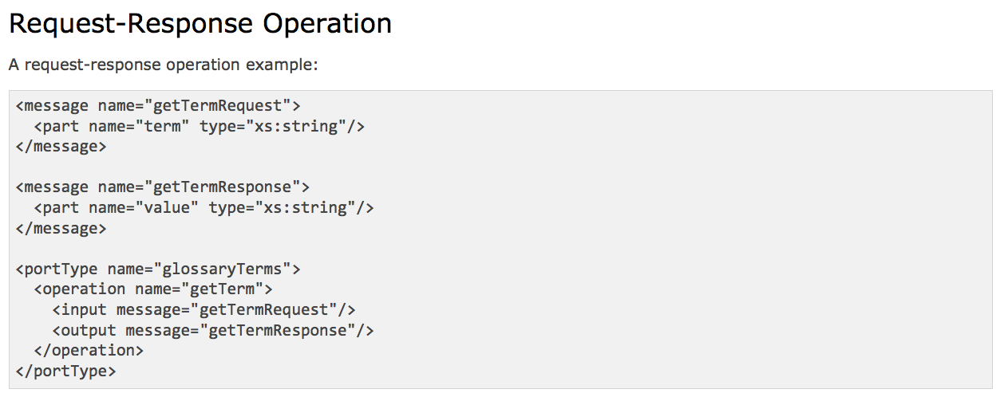 Request-Response Operation
A request-response operation example:
<message name="getTermRequest">
  <part name="term" type="xs:string"/>
</message>

<message name="getTermResponse">
  <part name="value" type="xs:string"/>
</message>

<portType name="glossaryTerms">
  <operation name="getTerm">
    <input message="getTermRequest"/>
    <output message="getTermResponse"/>
  </operation>
</portType>